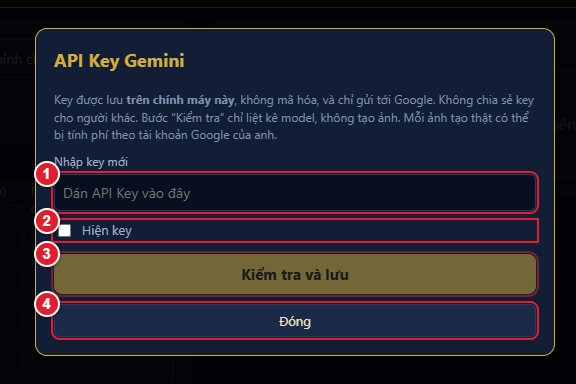 API Key Gemini
Key được lưu trên chính máy này, không mã hóa, và chỉ gửi tới Google. Không chia sẻ key
cho người khác. Bước “Kiểm tra” chỉ liệt kê model, không tạo ảnh. Mỗi ảnh tạo thật có thể
bị tính phí theo tài khoản Google của anh.
Nhập key mới
1
Dán API Key vào đây
2
Hiện key
3
Kiểm tra và lưu
4
Đóng